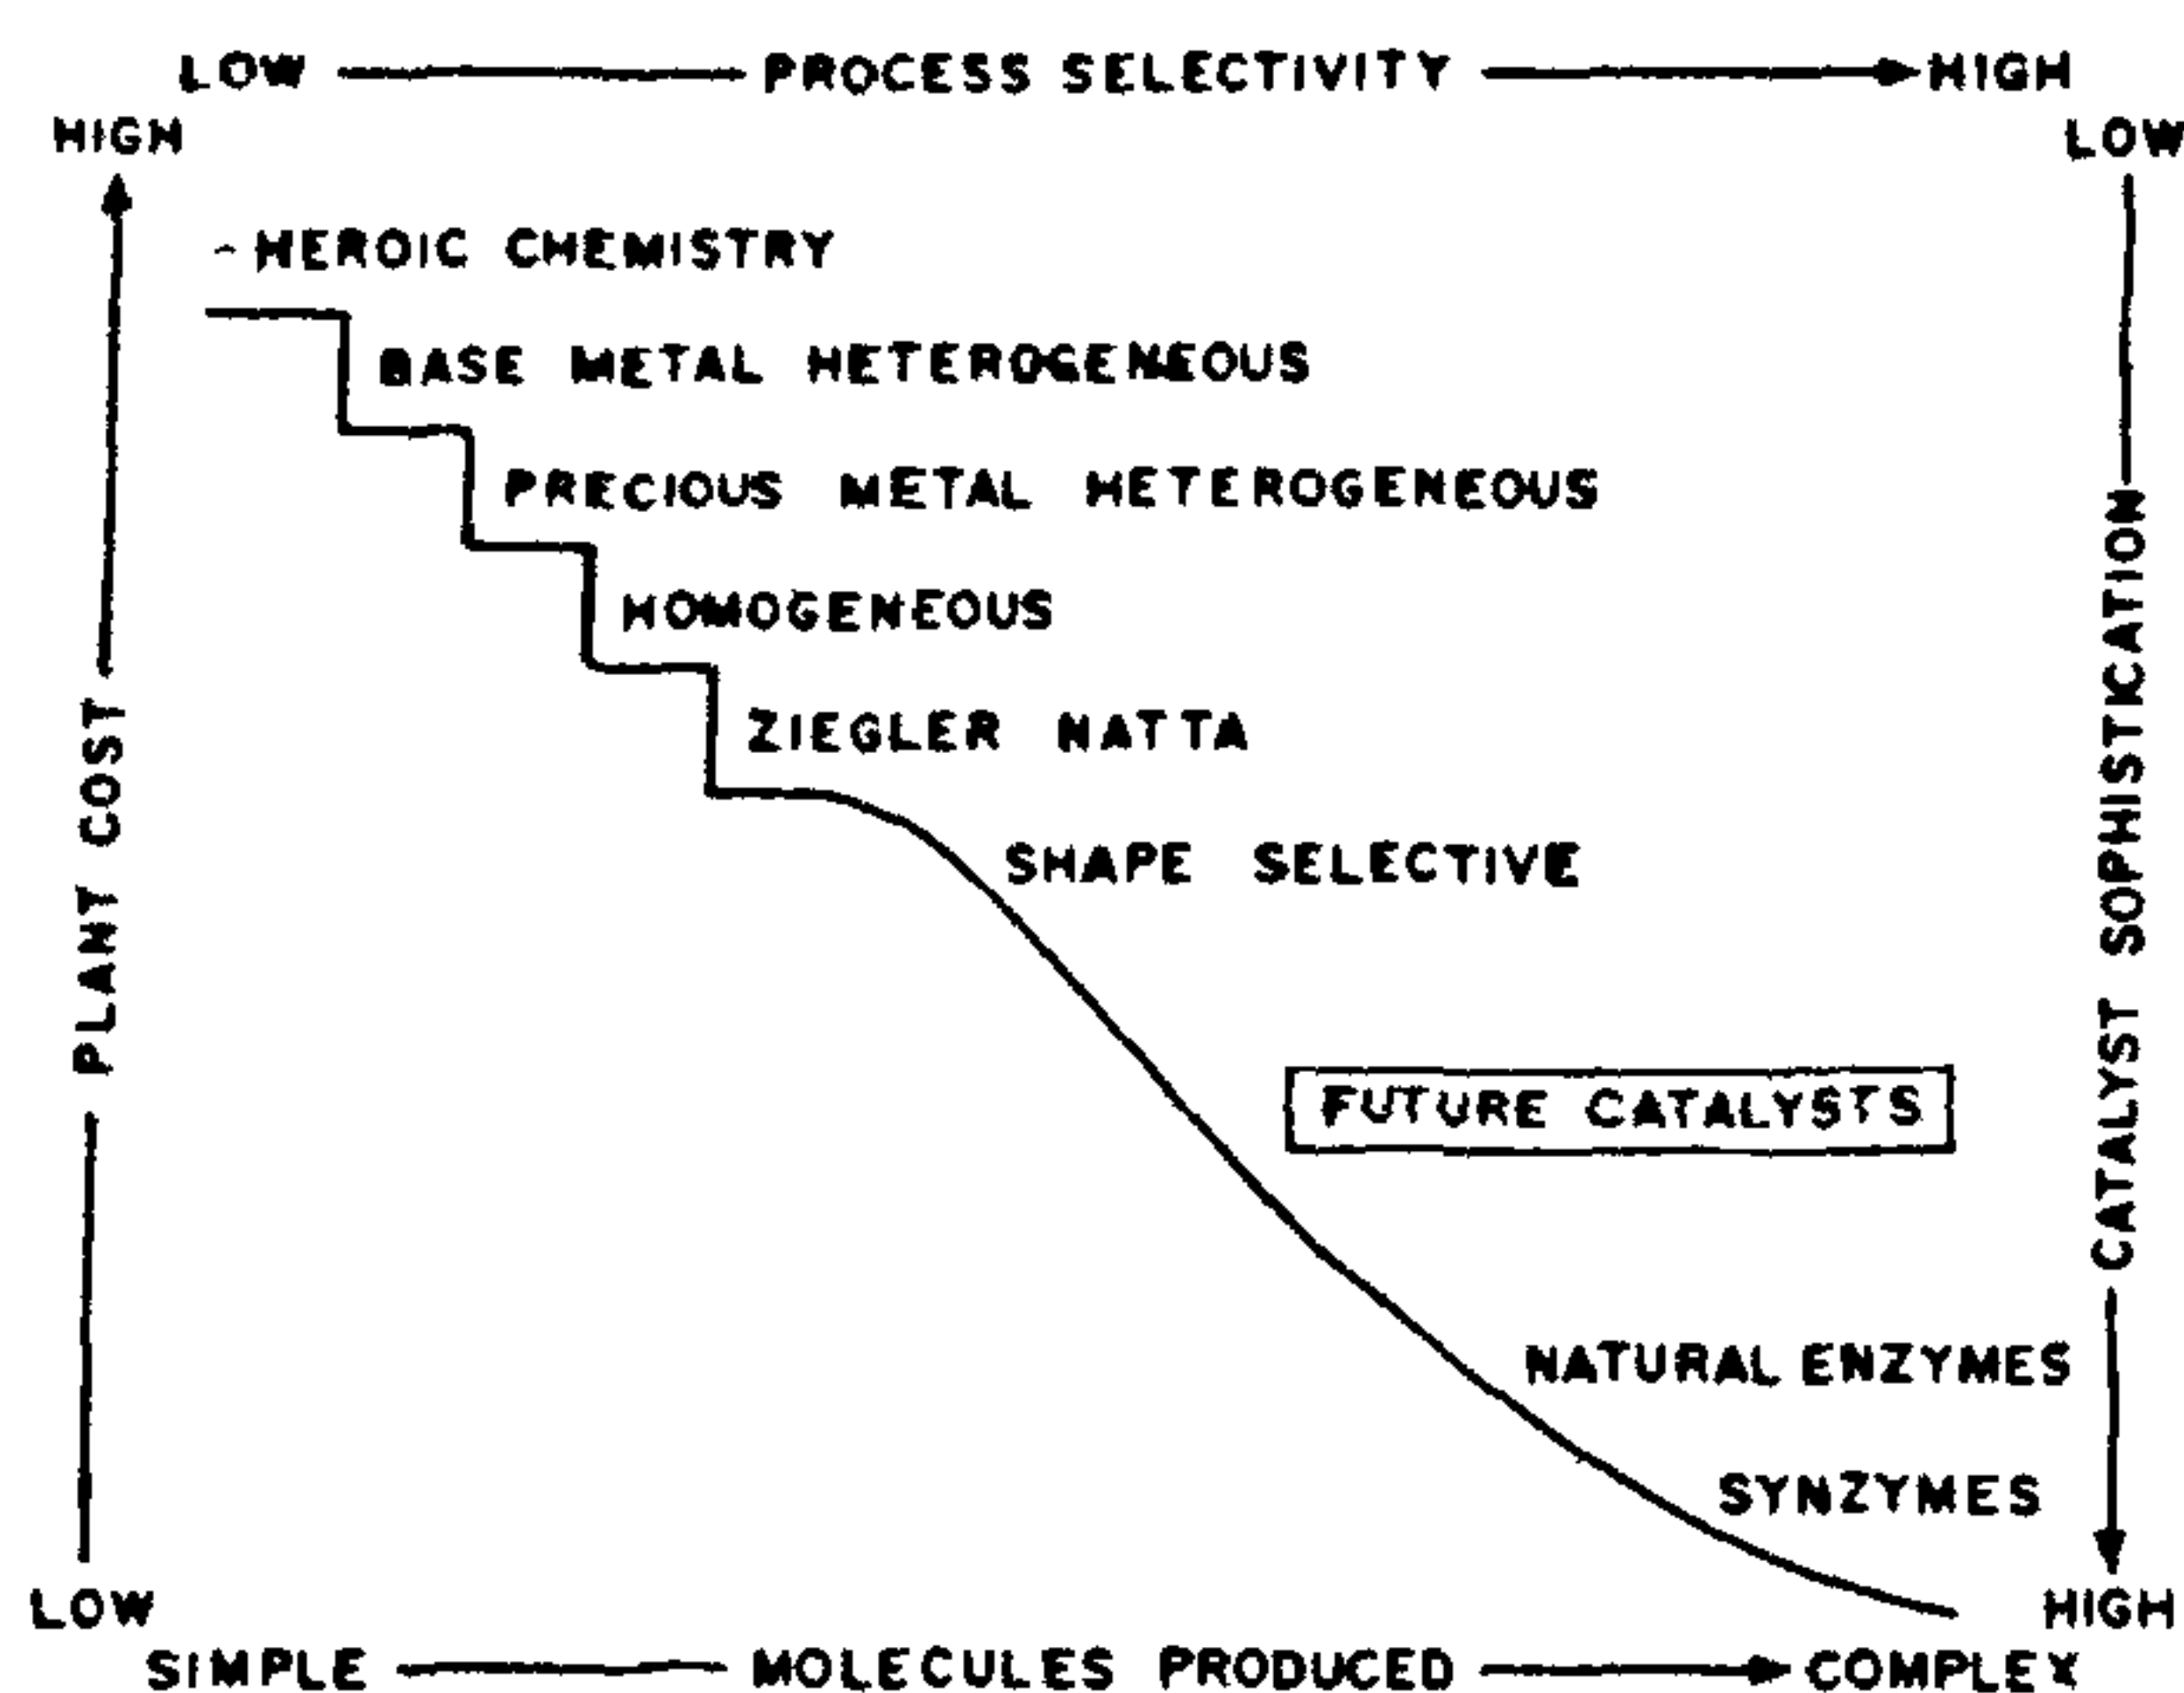 LOW PROCESS SELECTIVITY HIGH
HIGH
LOW
- HEROIC CHEMISTRY
BASE METAL HETEROGENEOUS
PRECIOUS METAL HETEROGENEOUS
HOMOGENEOUS
ZIEGLER NATTA
SHAPE SELECTIVE
PLANT COST
CATALYST SOPHISTICATION
FUTURE CATALYSTS
NATURAL ENZYMES
SYNZYMES
LOW
HIGH
SIMPLE MOLECULES PRODUCED COMPLEX